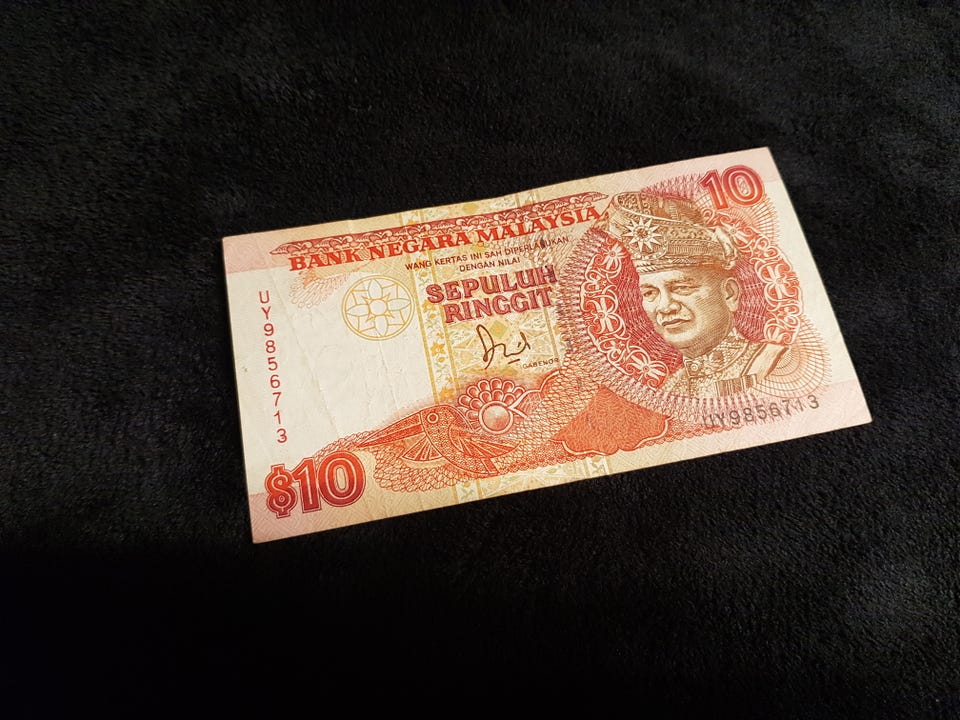 10
BANK NEGARA MALAYSIA
WANG KERTAS INI SAH DIPERLAKUKAN
DENGAN NILAI
SEPULUH
RINGGIT
GABENOR
UY9856713
UY9856713
$10